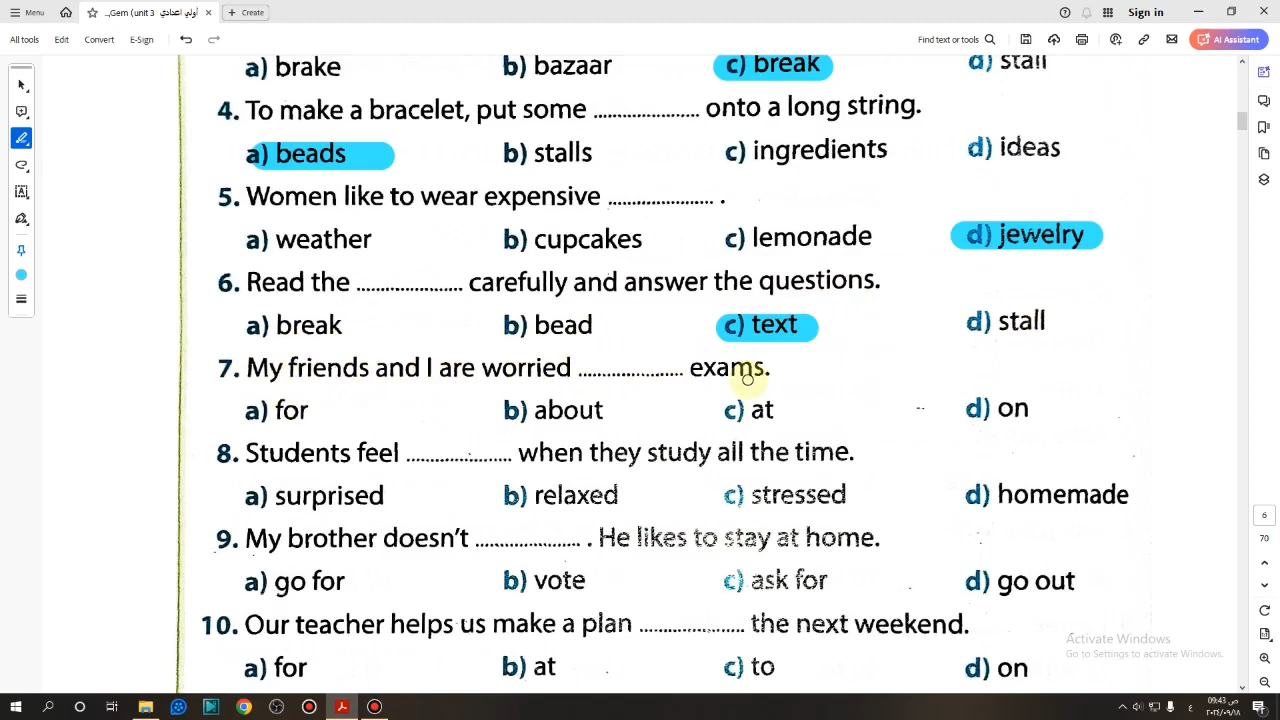 Menu
..Gem (unit 3 أولي اعدادي
Create
Sign in
All tools
Edit
Convert
E-Sign
Find text or tools
AI Assistant
a) brake b) bazaar c) break d) stall
4. To make a bracelet, put some .................... onto a long string.
a) beads b) stalls c) ingredients d) ideas
5. Women like to wear expensive .................... .
a) weather b) cupcakes c) lemonade d) jewelry
6. Read the .................... carefully and answer the questions.
a) break b) bead c) text d) stall
7. My friends and I are worried .................... exams.
a) for b) about c) at d) on
8. Students feel .................... when they study all the time.
a) surprised b) relaxed c) stressed d) homemade
9. My brother doesn't .................... . He likes to stay at home.
a) go for b) vote c) ask for d) go out
10. Our teacher helps us make a plan .................... the next weekend.
a) for b) at c) to d) on
6
70
Activate Windows
Go to Settings to activate Windows.
ع
09:43 ص